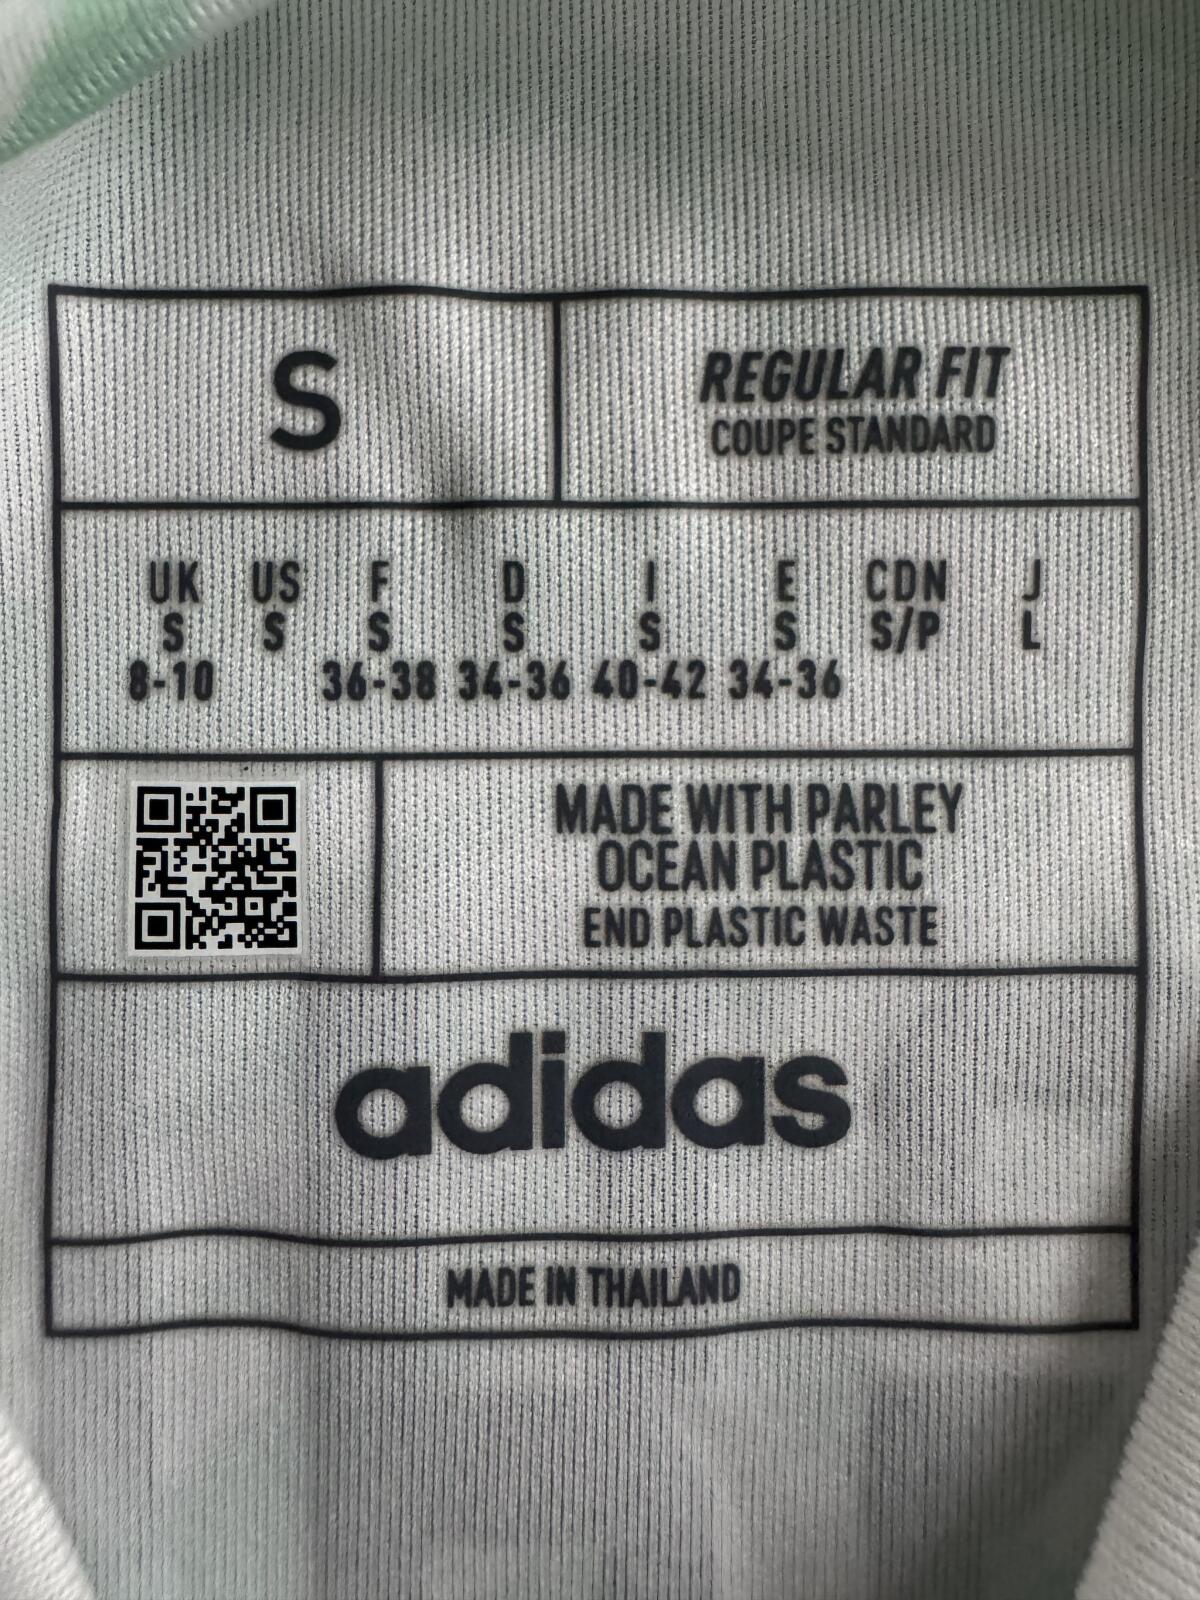 S
REGULAR FIT
COUPE STANDARD
UK US F D I E CDN J
S S S S S S S/P L
8-10 36-38 34-36 40-42 34-36
MADE WITH PARLEY
OCEAN PLASTIC
END PLASTIC WASTE
adidas
MADE IN THAILAND